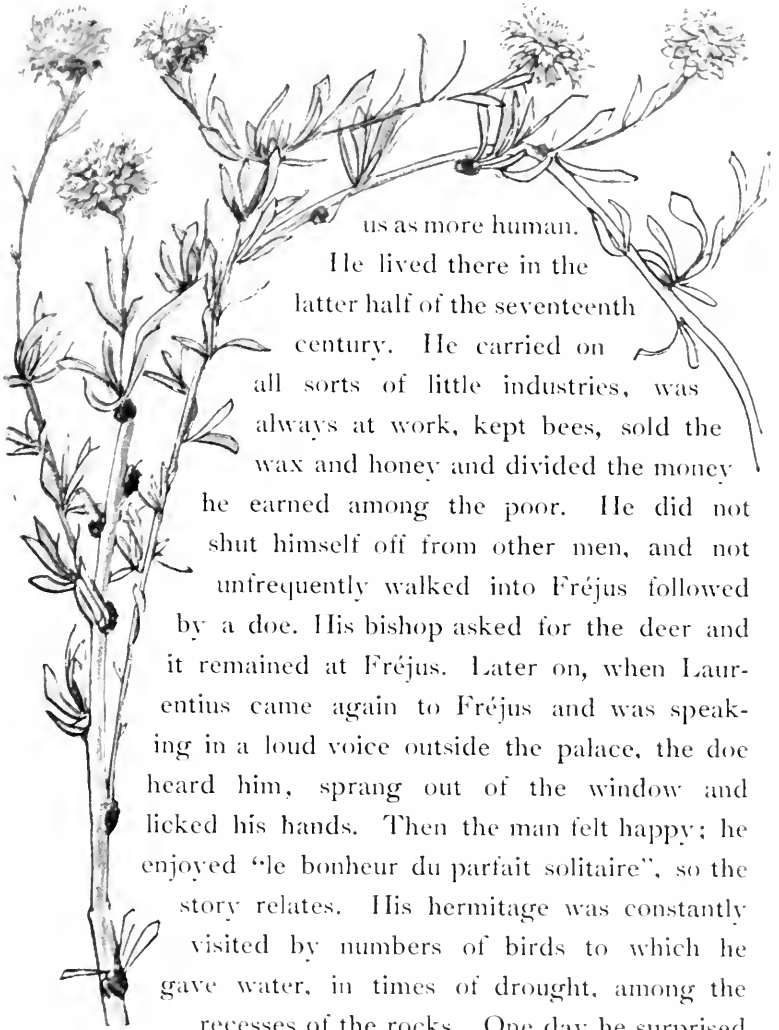 us as more human.
He lived there in the
latter half of the seventeenth
century. He carried on
all sorts of little industries, was
always at work, kept bees, sold the
wax and honey and divided the money
he earned among the poor. He did not
shut himself off from other men, and not
unfrequently walked into Fréjus followed
by a doe. His bishop asked for the deer and
it remained at Fréjus. Later on, when Laur-
entius came again to Fréjus and was speak-
ing in a loud voice outside the palace, the doe
heard him, sprang out of the window and
licked his hands. Then the man felt happy; he
enjoyed “le bonheur du parfait solitaire”, so the
story relates. His hermitage was constantly
visited by numbers of birds to which he
gave water, in times of drought, among the
recesses of the rocks. One day he surprised